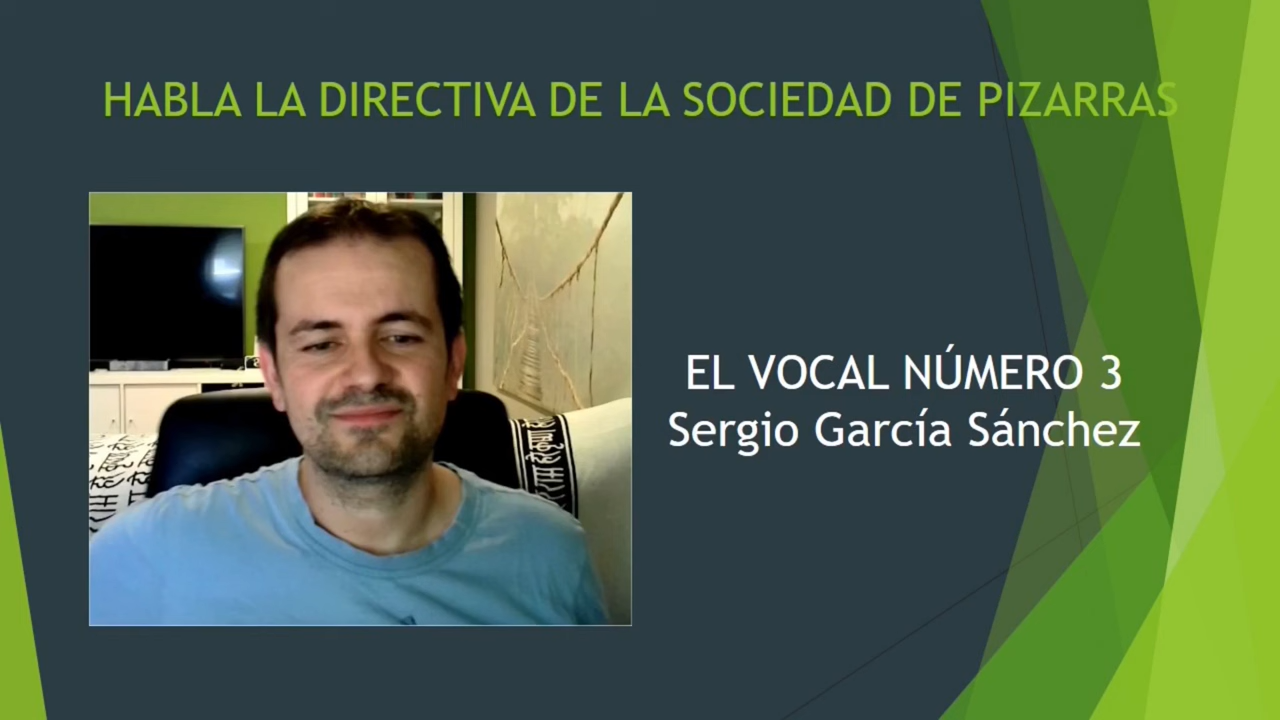 HABLA LA DIRECTIVA DE LA SOCIEDAD DE PIZARRAS
EL VOCAL NÚMERO 3
Sergio García Sánchez